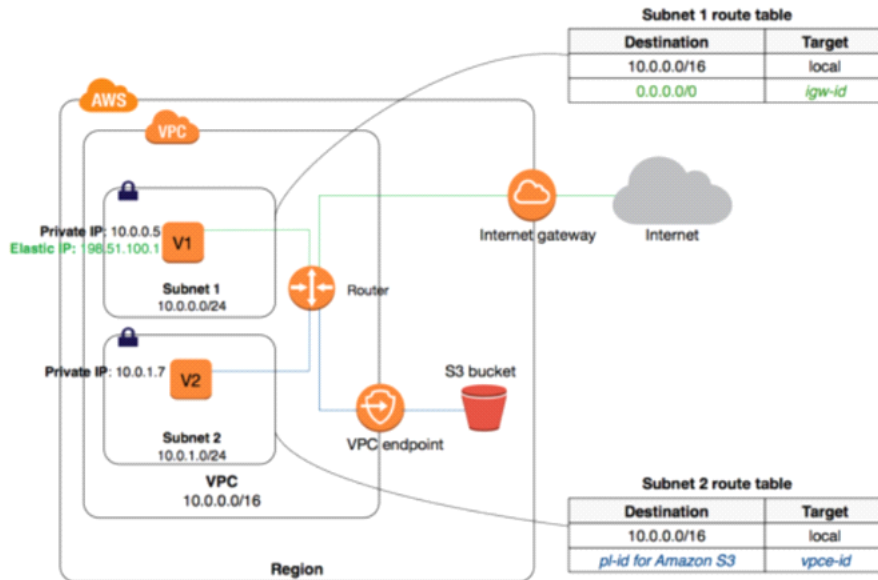 Subnet 1 route table
Destination Target
10.0.0.0/16 local
0.0.0.0/0 igw-id
AWS
VPC
Private IP: 10.0.0.5
Elastic IP: 198.51.100.1
V1
Subnet 1
10.0.0.0/24
Internet gateway
Internet
Router
Private IP: 10.0.1.7
V2
Subnet 2
10.0.1.0/24
S3 bucket
VPC endpoint
VPC
10.0.0.0/16
Region
Subnet 2 route table
Destination Target
10.0.0.0/16 local
pl-id for Amazon S3 vpce-id